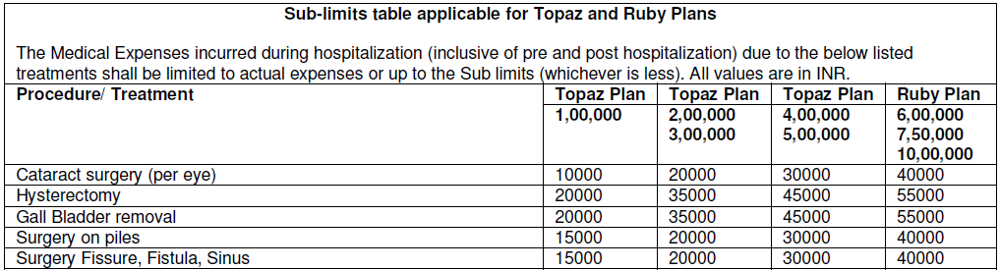 Sub-limits table applicable for Topaz and Ruby Plans
The Medical Expenses incurred during hospitalization (inclusive of pre and post hospitalization) due to the below listed
treatments shall be limited to actual expenses or up to the Sub limits (whichever is less). All values are in INR.
Procedure/ Treatment Topaz Plan Topaz Plan Topaz Plan Ruby Plan
1,00,000 2,00,000 4,00,000 6,00,000
3,00,000 5,00,000 7,50,000
10,00,000
Cataract surgery (per eye) 10000 20000 30000 40000
Hysterectomy 20000 35000 45000 55000
Gall Bladder removal 20000 35000 45000 55000
Surgery on piles 15000 20000 30000 40000
Surgery Fissure, Fistula, Sinus 15000 20000 30000 40000